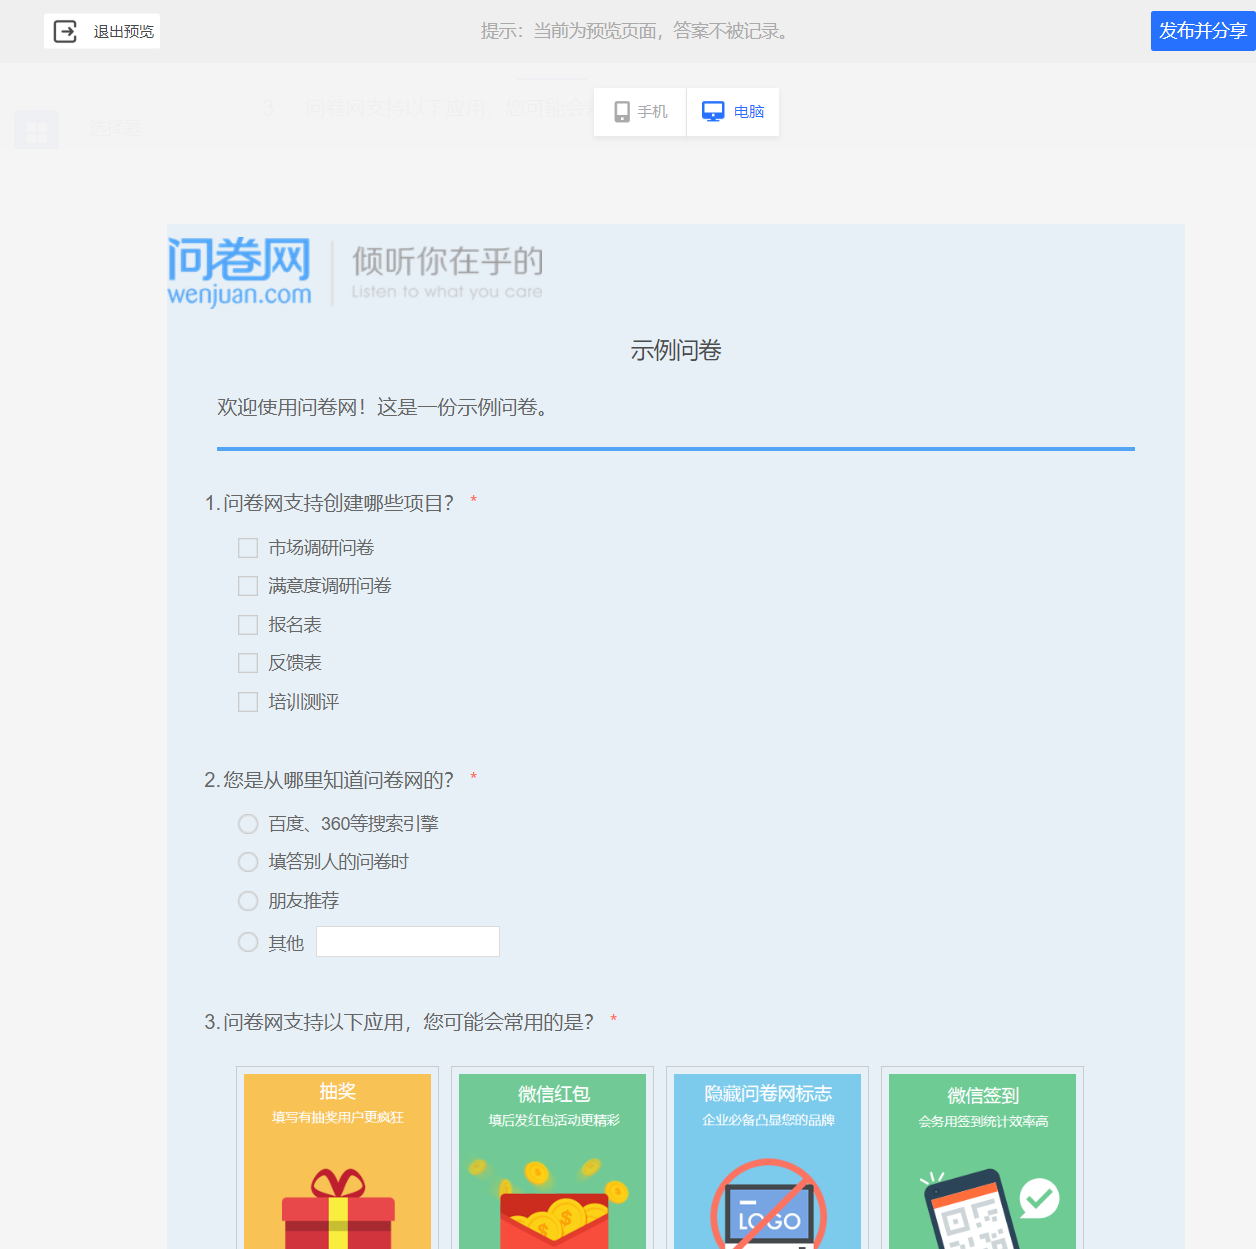 退出预览
提示：当前为预览页面，答案不被记录。
发布并分享
3. 问卷网支持以下应用，您可能会
手机
电脑
选择题
问卷网
wenjuan.com
倾听你在乎的
Listen to what you care
示例问卷
欢迎使用问卷网！这是一份示例问卷。
1.问卷网支持创建哪些项目？ *
市场调研问卷
满意度调研问卷
报名表
反馈表
培训测评
2.您是从哪里知道问卷网的？ *
百度、360等搜索引擎
填答别人的问卷时
朋友推荐
其他
3.问卷网支持以下应用，您可能会常用的是？ *
抽奖
填写有抽奖用户更疯狂
微信红包
填后发红包活动更精彩
隐藏问卷网标志
企业必备凸显您的品牌
LOGO
微信签到
会务用签到统计效率高